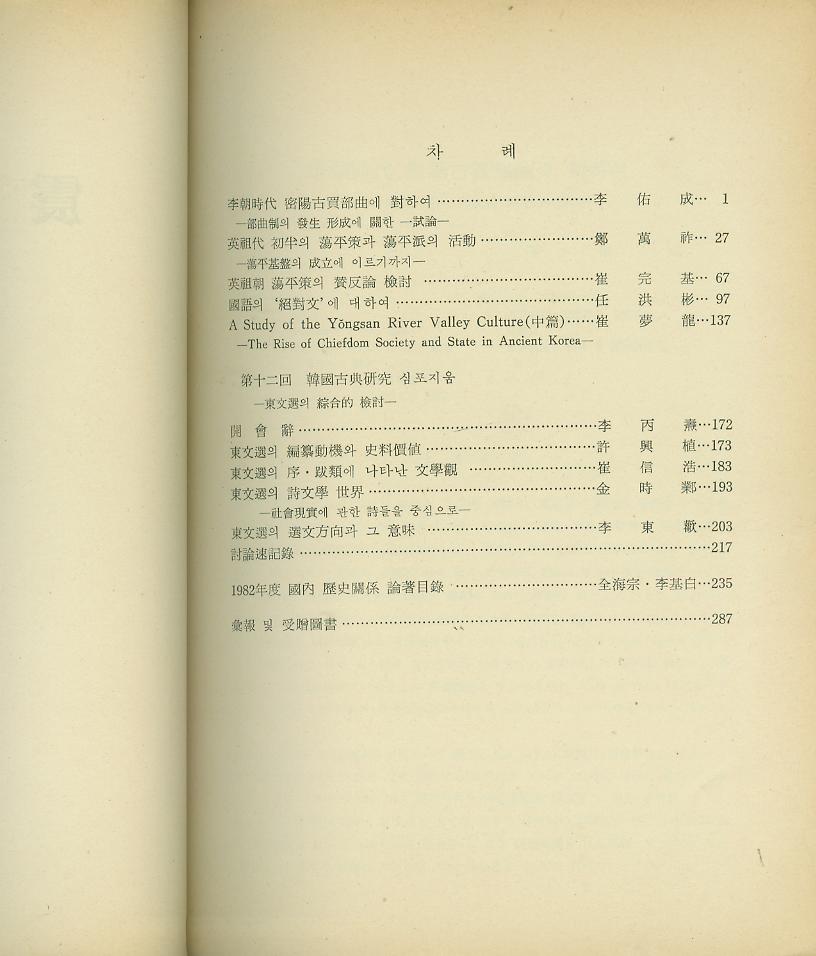 차 례
李朝時代 密陽古買部曲에 對하여 ……………………………李 佑 成… 1
—部曲制의 發生 形成에 關한 一試論—
英祖代 初半의 蕩平策과 蕩平派의 活動 ……………………鄭 萬 祚… 27
—蕩平基盤의 成立에 이르기까지—
英祖朝 蕩平策의 贊反論 檢討 ………………………………崔 完 基… 67
國語의 ‘絕對文’에 대하여 ……………………………………任 洪 彬… 97
A Study of the Yŏngsan River Valley Culture(中篇)……崔 夢 龍…137
—The Rise of Chiefdom Society and State in Ancient Korea—
第十二回 韓國古典硏究 심포지움
—東文選의 綜合的 檢討—
開 會 辭 …………………………………………………………李 丙 燾…172
東文選의 編纂動機와 史料價値 ………………………………許 興 植…173
東文選의 序・跋類에 나타난 文學觀 ………………………崔 信 浩…183
東文選의 詩文學 世界 …………………………………………金 時 鄴…193
—社會現實에 관한 詩들을 중심으로—
東文選의 選文方向과 그 意味 ………………………………李 東 歡…203
討論速記錄 ……………………………………………………………………217
1982年度 國內 歷史關係 論著目錄 …………………………全海宗・李基白…235
彙報 및 受贈圖書 ……………………………………………………………287